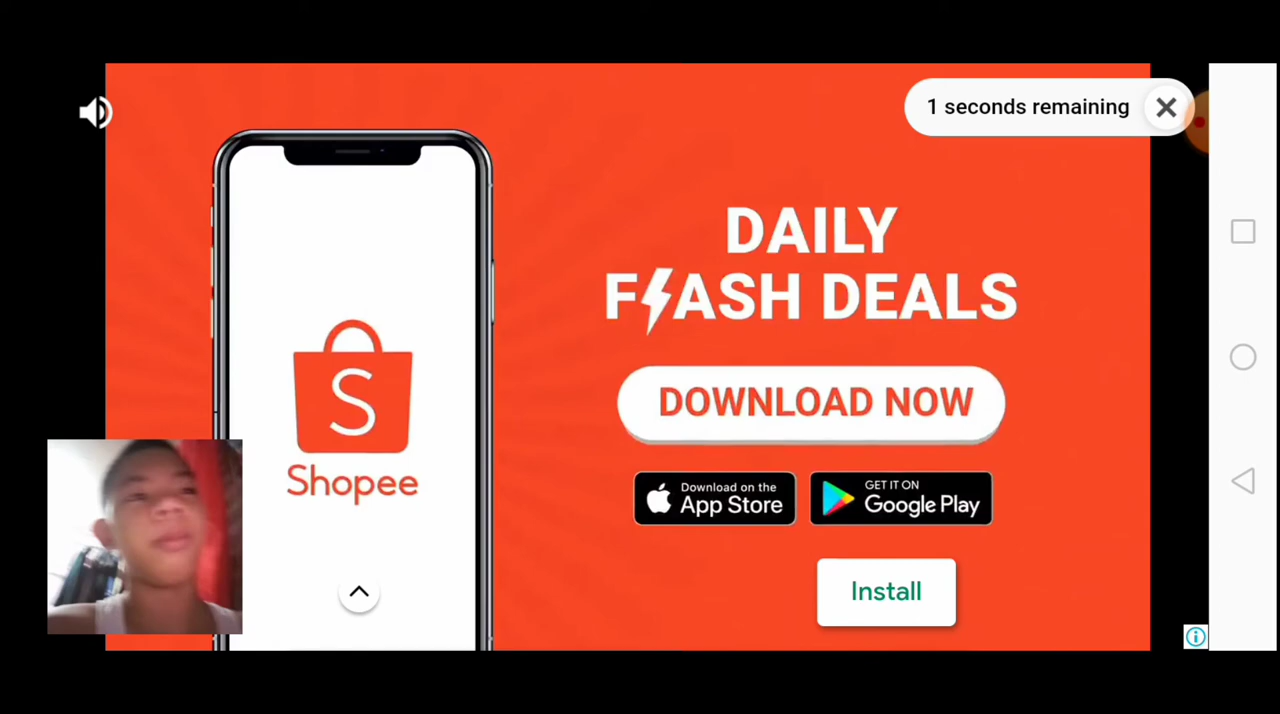 1 seconds remaining
DAILY
FLASH DEALS
DOWNLOAD NOW
Download on the
App Store
GET IT ON
Google Play
S
Shopee
Install